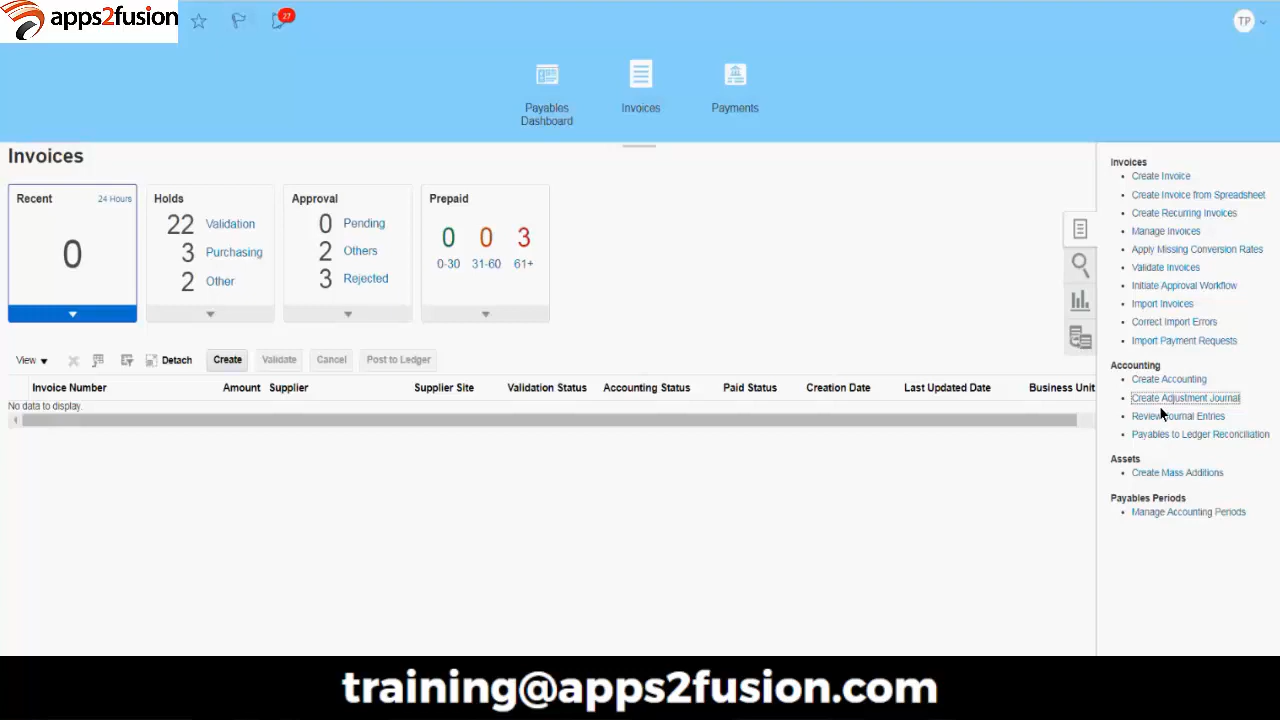 apps2fusion
27
TP
Payables
Dashboard
Invoices
Payments
Invoices
Recent
24 Hours
0
Holds
22 Validation
3 Purchasing
2 Other
Approval
0 Pending
2 Others
3 Rejected
Prepaid
0 0 3
0-30 31-60 61+
View Detach Create Validate Cancel Post to Ledger
Invoice Number Amount Supplier Supplier Site Validation Status Accounting Status Paid Status Creation Date Last Updated Date Business Unit
No data to display.
Invoices
Create Invoice
Create Invoice from Spreadsheet
Create Recurring Invoices
Manage Invoices
Apply Missing Conversion Rates
Validate Invoices
Initiate Approval Workflow
Import Invoices
Correct Import Errors
Import Payment Requests
Accounting
Create Accounting
Create Adjustment Journal
Review Journal Entries
Payables to Ledger Reconciliation
Assets
Create Mass Additions
Payables Periods
Manage Accounting Periods
training@apps2fusion.com